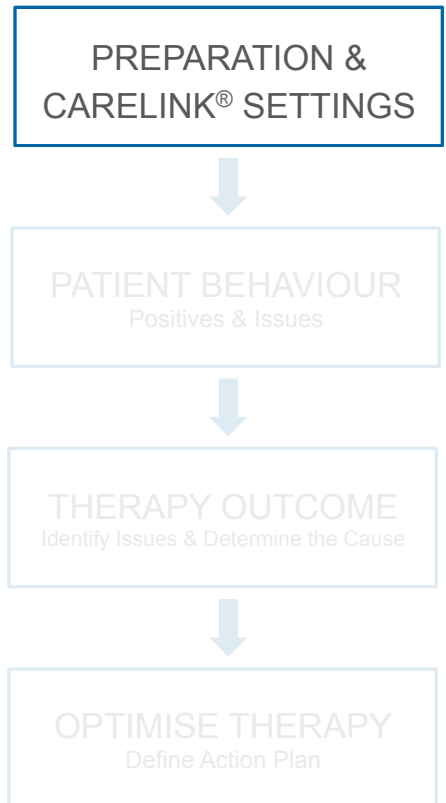 PREPARATION &
CARELINK® SETTINGS
PATIENT BEHAVIOUR
Positives & Issues
THERAPY OUTCOME
Identify Issues & Determine the Cause
OPTIMISE THERAPY
Define Action Plan